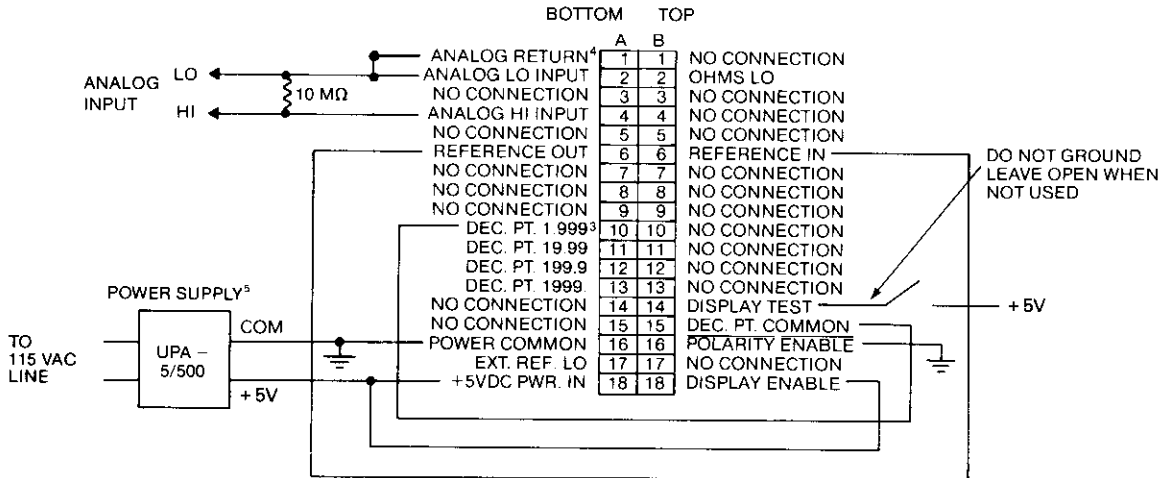 BOTTOM TOP
A B
ANALOG RETURN⁴ 1 1 NO CONNECTION
ANALOG LO INPUT 2 2 OHMS LO
NO CONNECTION 3 3 NO CONNECTION
ANALOG HI INPUT 4 4 NO CONNECTION
NO CONNECTION 5 5 NO CONNECTION
REFERENCE OUT 6 6 REFERENCE IN
NO CONNECTION 7 7 NO CONNECTION
NO CONNECTION 8 8 NO CONNECTION
NO CONNECTION 9 9 NO CONNECTION
DEC. PT. 1.999³ 10 10 NO CONNECTION
DEC. PT. 19.99 11 11 NO CONNECTION
DEC. PT. 199.9 12 12 NO CONNECTION
DEC. PT. 1999. 13 13 NO CONNECTION
NO CONNECTION 14 14 DISPLAY TEST
NO CONNECTION 15 15 DEC. PT. COMMON
POWER COMMON 16 16 POLARITY ENABLE
EXT. REF. LO 17 17 NO CONNECTION
+5VDC PWR. IN 18 18 DISPLAY ENABLE
ANALOG
INPUT
LO
HI
10 MΩ
DO NOT GROUND
LEAVE OPEN WHEN
NOT USED
+5V
POWER SUPPLY⁵
TO
115 VAC
LINE
UPA –
5/500
COM
+5V